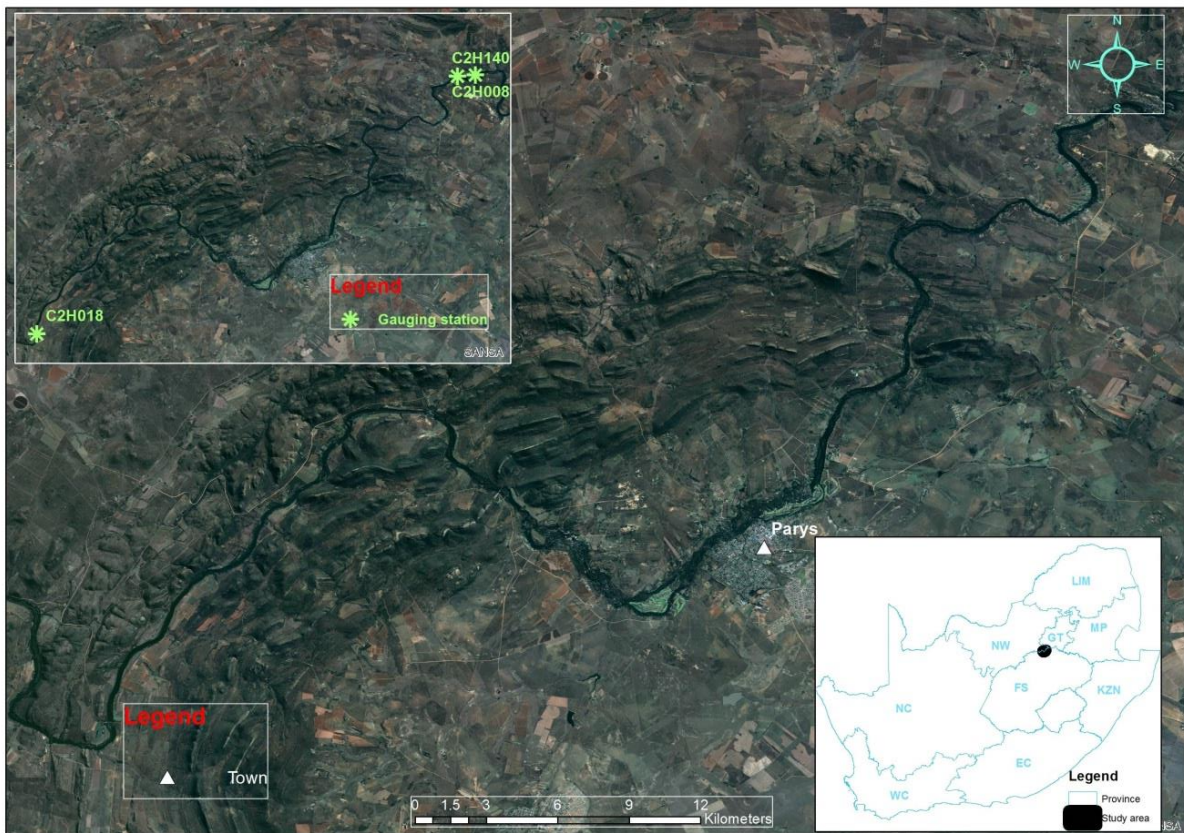 C2H140
C2H008
C2H018
Legend
Gauging station
SANSA
N
W E
S
Parys
Legend
Town
0 1.5 3 6 9 12
Kilometers
LIM
MP
GT
NW
FS
KZN
NC
EC
WC
Legend
Province
Study area